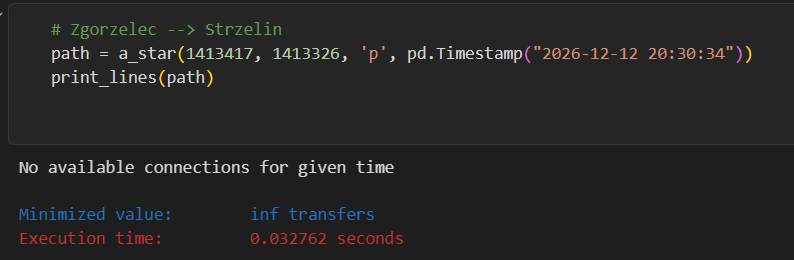 # Zgorzelec --> Strzelin
path = a_star(1413417, 1413326, 'p', pd.Timestamp("2026-12-12 20:30:34"))
print_lines(path)
No available connections for given time
Minimized value: inf transfers
Execution time: 0.032762 seconds